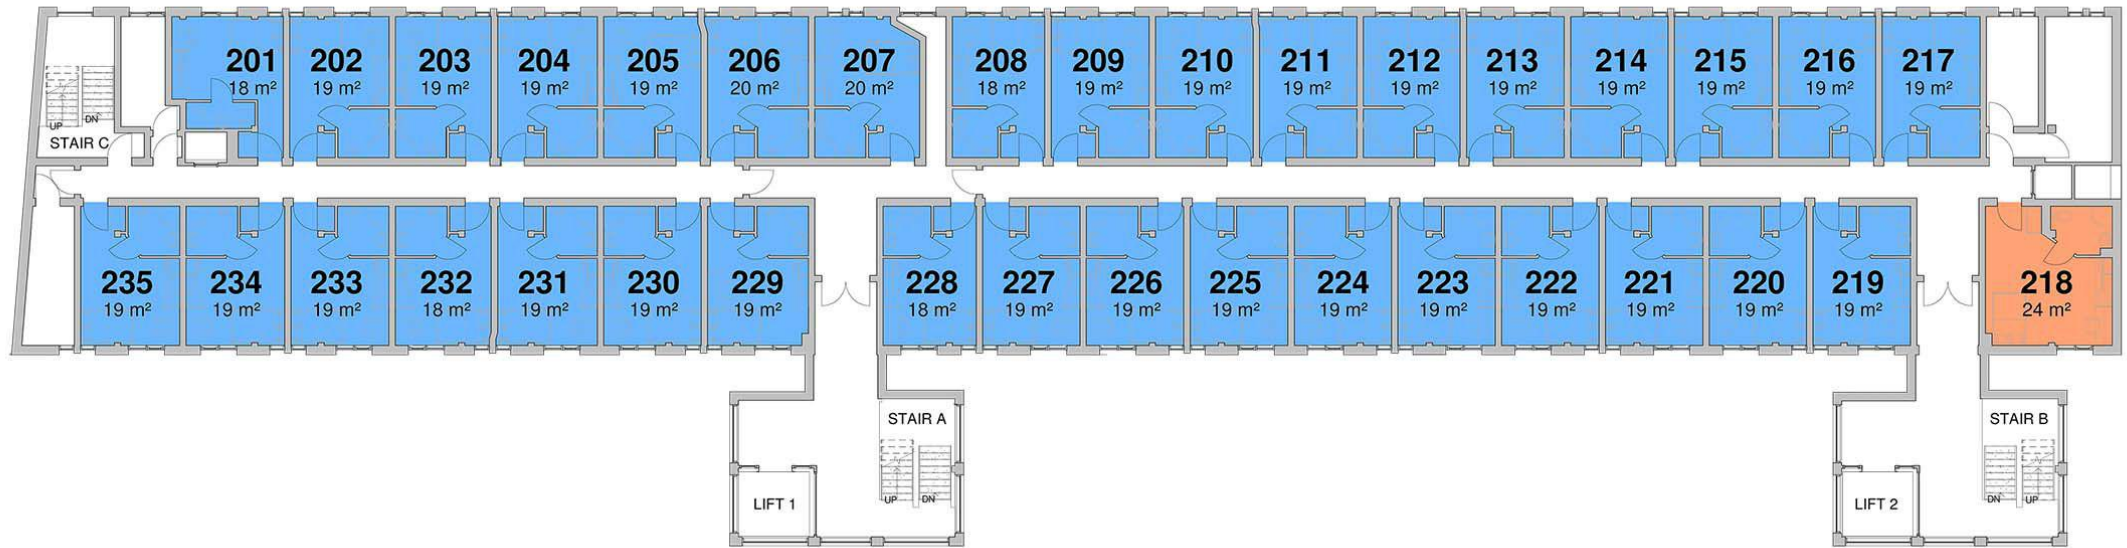 201
18 m²
202
19 m²
203
19 m²
204
19 m²
205
19 m²
206
20 m²
207
20 m²
208
18 m²
209
19 m²
210
19 m²
211
19 m²
212
19 m²
213
19 m²
214
19 m²
215
19 m²
216
19 m²
217
19 m²
UP
DN
STAIR C
235
19 m²
234
19 m²
233
19 m²
232
18 m²
231
19 m²
230
19 m²
229
19 m²
228
18 m²
227
19 m²
226
19 m²
225
19 m²
224
19 m²
223
19 m²
222
19 m²
221
19 m²
220
19 m²
219
19 m²
218
24 m²
STAIR A
UP
DN
LIFT 1
STAIR B
DN
UP
LIFT 2